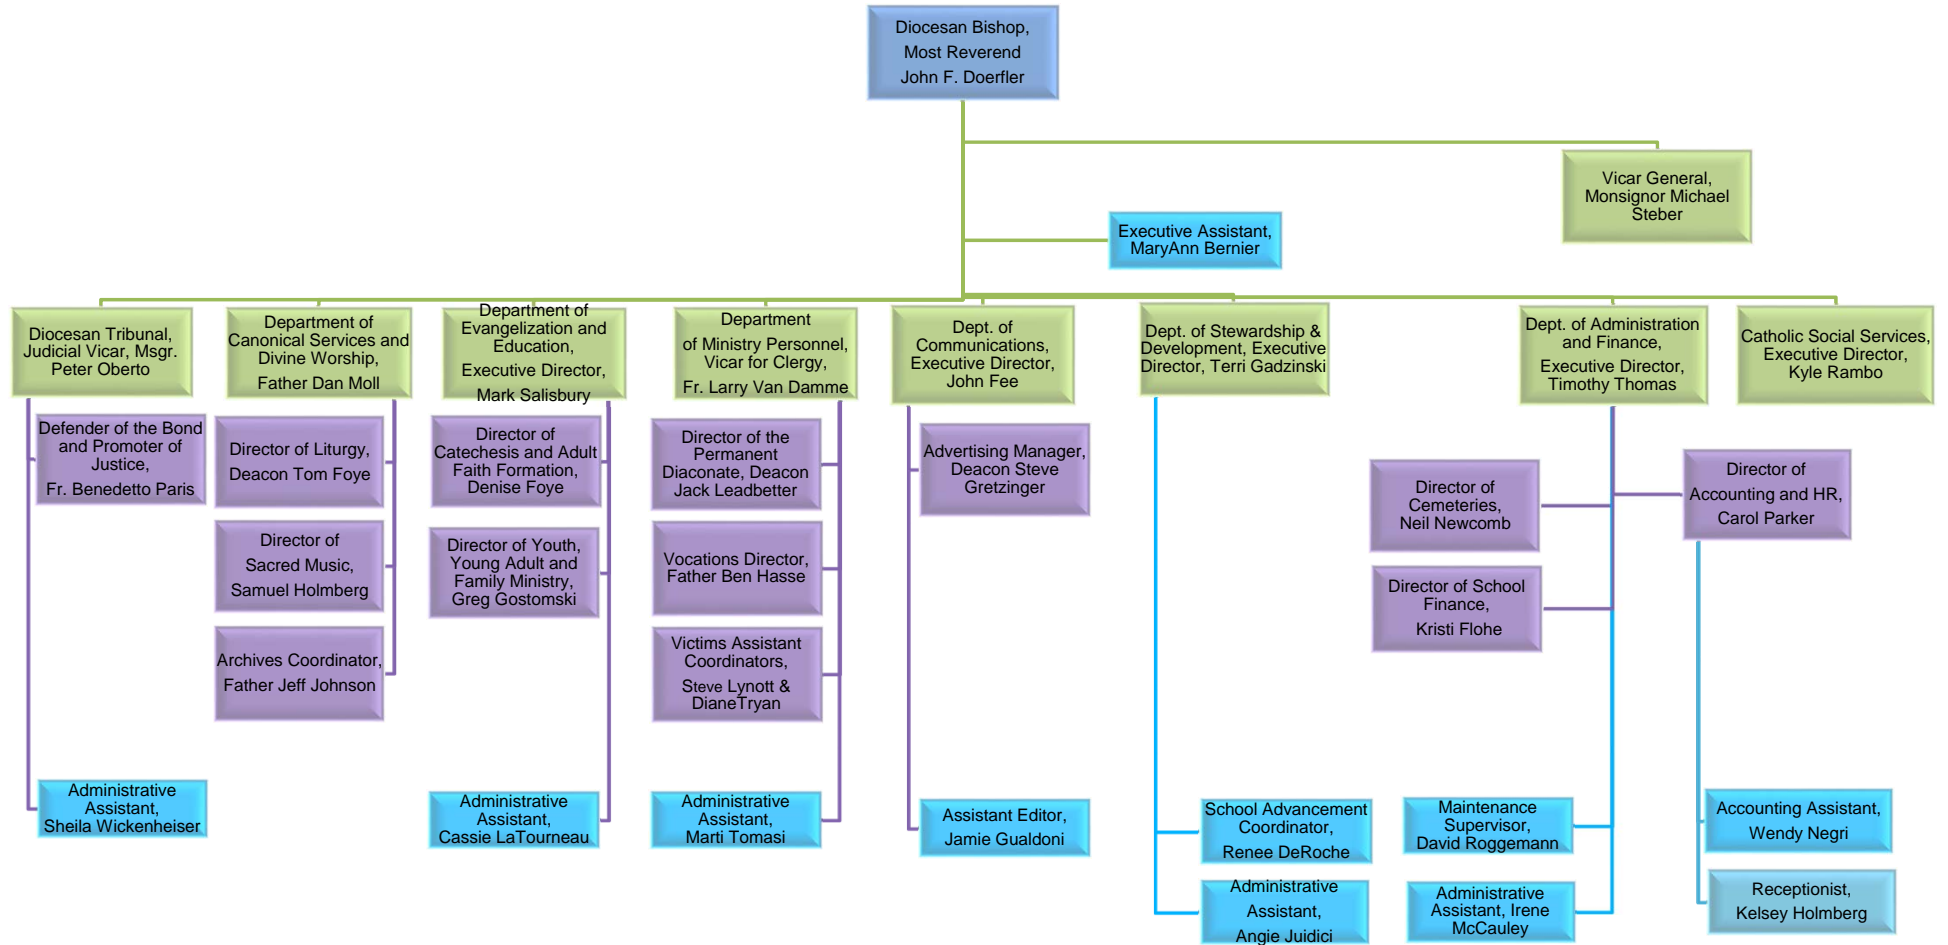 Diocesan Bishop,
Most Reverend
John F. Doerfler
Vicar General,
Monsignor Michael
Steber
Executive Assistant,
MaryAnn Bernier
Diocesan Tribunal,
Judicial Vicar, Msgr.
Peter Oberto
Department of
Canonical Services and
Divine Worship,
Father Dan Moll
Department of
Evangelization and
Education,
Executive Director,
Mark Salisbury
Department
of Ministry Personnel,
Vicar for Clergy,
Fr. Larry Van Damme
Dept. of
Communications,
Executive Director,
John Fee
Dept. of Stewardship &
Development, Executive
Director, Terri Gadzinski
Dept. of Administration
and Finance,
Executive Director,
Timothy Thomas
Catholic Social Services,
Executive Director,
Kyle Rambo
Defender of the Bond
and Promoter of
Justice,
Fr. Benedetto Paris
Director of Liturgy,
Deacon Tom Foye
Director of
Catechesis and Adult
Faith Formation,
Denise Foye
Director of the
Permanent
Diaconate, Deacon
Jack Leadbetter
Advertising Manager,
Deacon Steve
Gretzinger
Director of
Cemeteries,
Neil Newcomb
Director of
Accounting and HR,
Carol Parker
Director of
Sacred Music,
Samuel Holmberg
Director of Youth,
Young Adult and
Family Ministry,
Greg Gostomski
Vocations Director,
Father Ben Hasse
Director of School
Finance,
Kristi Flohe
Archives Coordinator,
Father Jeff Johnson
Victims Assistant
Coordinators,
Steve Lynott &
DianeTryan
Administrative
Assistant,
Sheila Wickenheiser
Administrative
Assistant,
Cassie LaTourneau
Administrative
Assistant,
Marti Tomasi
Assistant Editor,
Jamie Gualdoni
School Advancement
Coordinator,
Renee DeRoche
Maintenance
Supervisor,
David Roggemann
Accounting Assistant,
Wendy Negri
Administrative
Assistant,
Angie Juidici
Administrative
Assistant, Irene
McCauley
Receptionist,
Kelsey Holmberg